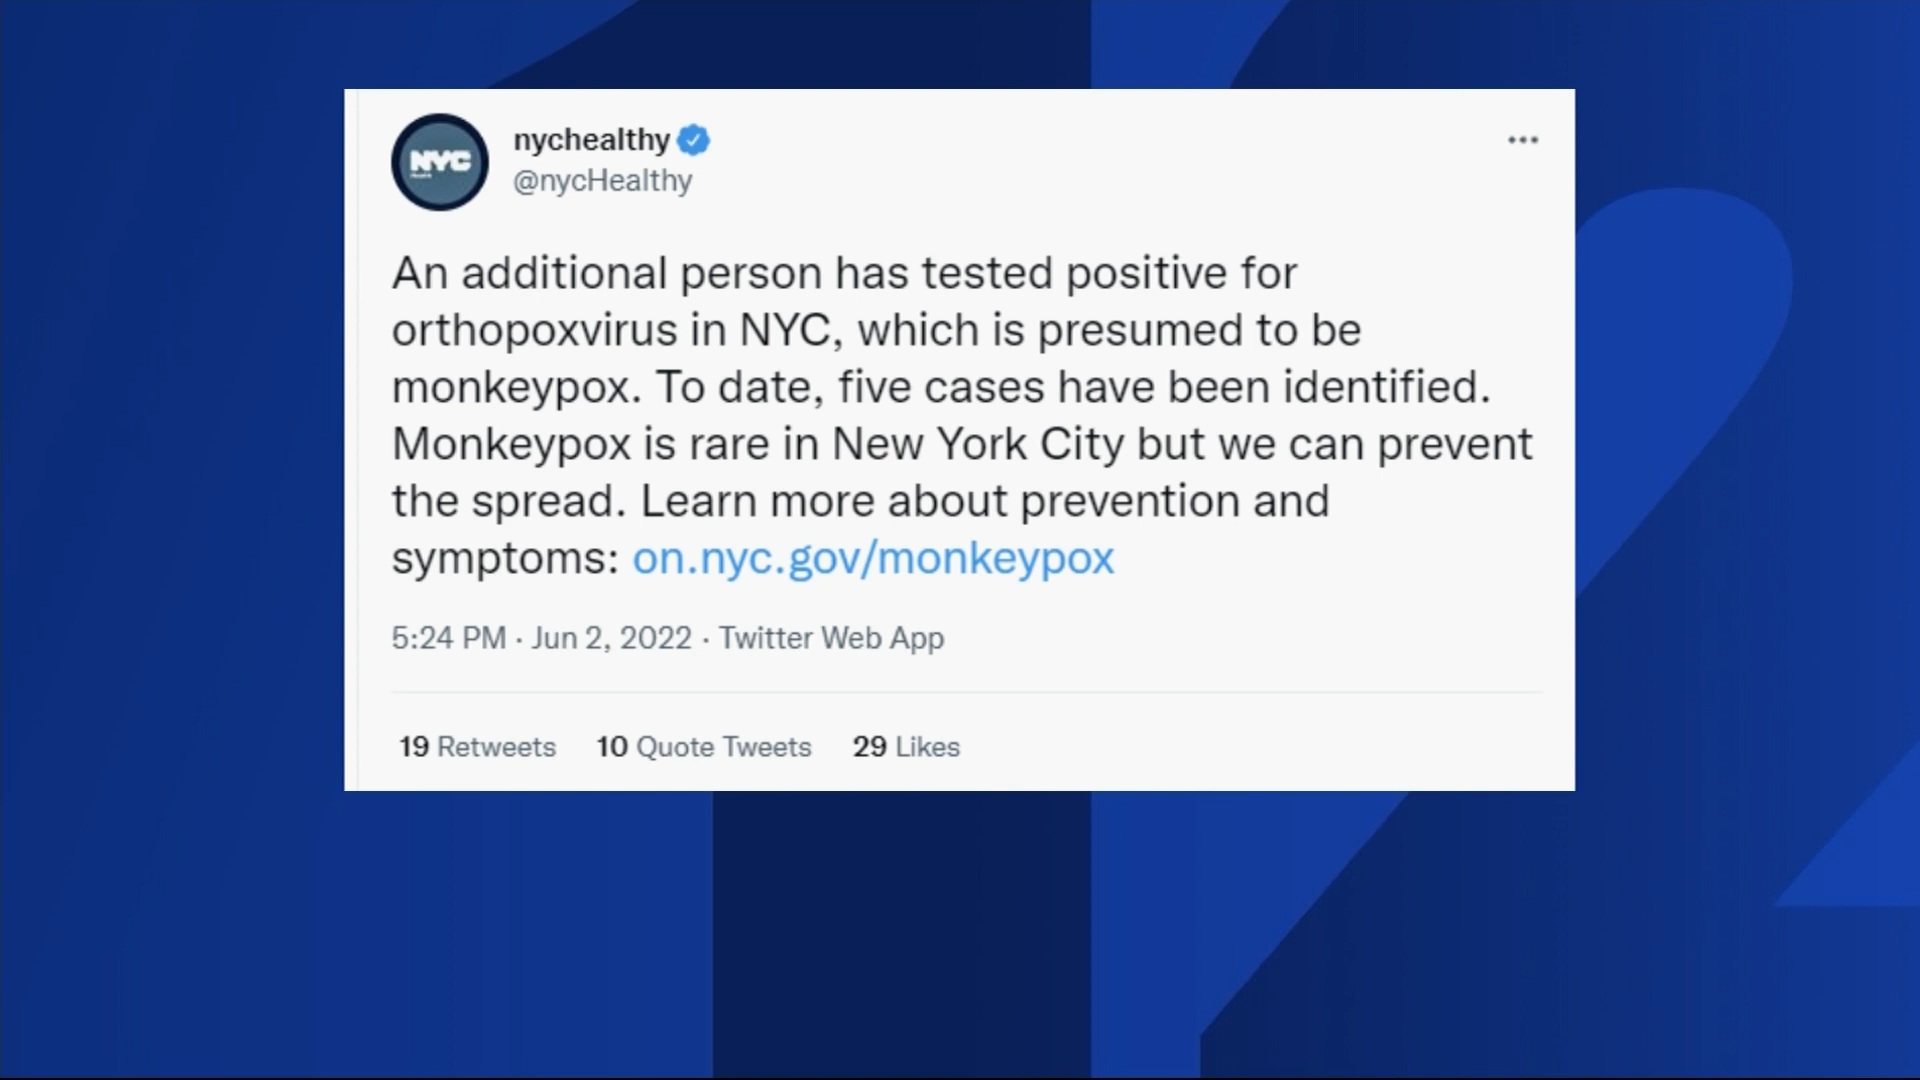 NYC
nychealthy
@nycHealthy
An additional person has tested positive for
orthopoxvirus in NYC, which is presumed to be
monkeypox. To date, five cases have been identified.
Monkeypox is rare in New York City but we can prevent
the spread. Learn more about prevention and
symptoms: on.nyc.gov/monkeypox
5:24 PM · Jun 2, 2022 · Twitter Web App
19 Retweets 10 Quote Tweets 29 Likes